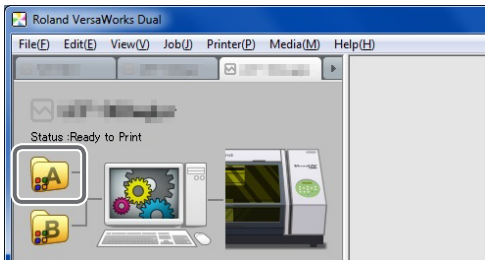 Roland VersaWorks Dual
File(F) Edit(E) View(V) Job(J) Printer(P) Media(M) Help(H)
Status :Ready to Print
A
B